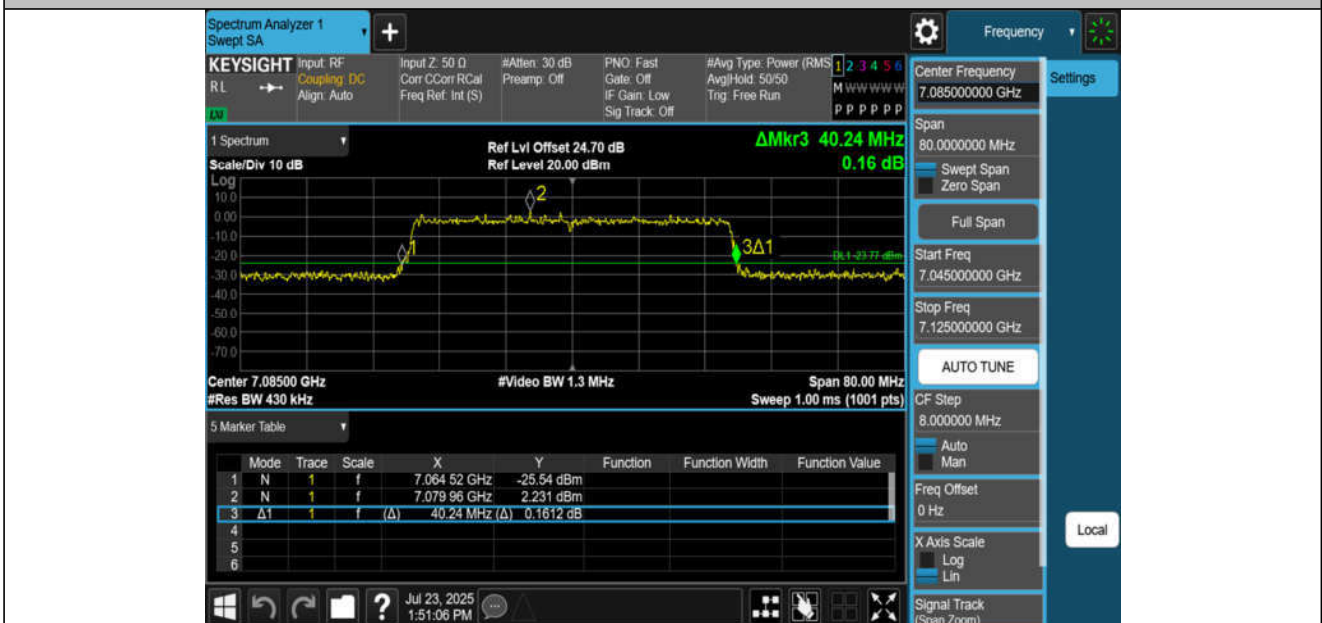 Spectrum Analyzer 1
Swept SA
+
Frequency
KEYSIGHT
RL
LU
Input: RF
Coupling: DC
Align: Auto
Input Z: 50 Ω
Corr CCorr RCal
Freq Ref: Int (S)
#Atten: 30 dB
Preamp: Off
PNO: Fast
Gate: Off
IF Gain: Low
Sig Track: Off
#Avg Type: Power (RMS
Avg|Hold: 50/50
Trig: Free Run
1 2 3 4 5 6
M W W W W W
P P P P P P
1 Spectrum
Scale/Div 10 dB
Ref Lvl Offset 24.70 dB
Ref Level 20.00 dBm
ΔMkr3 40.24 MHz
0.16 dB
Log
10.0
0.00
-10.0
-20.0
-30.0
-40.0
-50.0
-60.0
-70.0
1
2
3Δ1
DL1 -23.77 dBm
Center 7.08500 GHz
#Video BW 1.3 MHz
Span 80.00 MHz
#Res BW 430 kHz
Sweep 1.00 ms (1001 pts)
5 Marker Table
Mode Trace Scale X Y Function Function Width Function Value
1 N 1 f 7.064 52 GHz -25.54 dBm
2 N 1 f 7.079 96 GHz 2.231 dBm
3 Δ1 1 f (Δ) 40.24 MHz (Δ) 0.1612 dB
4
5
6
?
Jul 23, 2025
1:51:06 PM
Center Frequency
7.085000000 GHz
Settings
Span
80.0000000 MHz
Swept Span
Zero Span
Full Span
Start Freq
7.045000000 GHz
Stop Freq
7.125000000 GHz
AUTO TUNE
CF Step
8.000000 MHz
Auto
Man
Freq Offset
0 Hz
X Axis Scale
Log
Lin
Local
Signal Track
(Span Zoom)